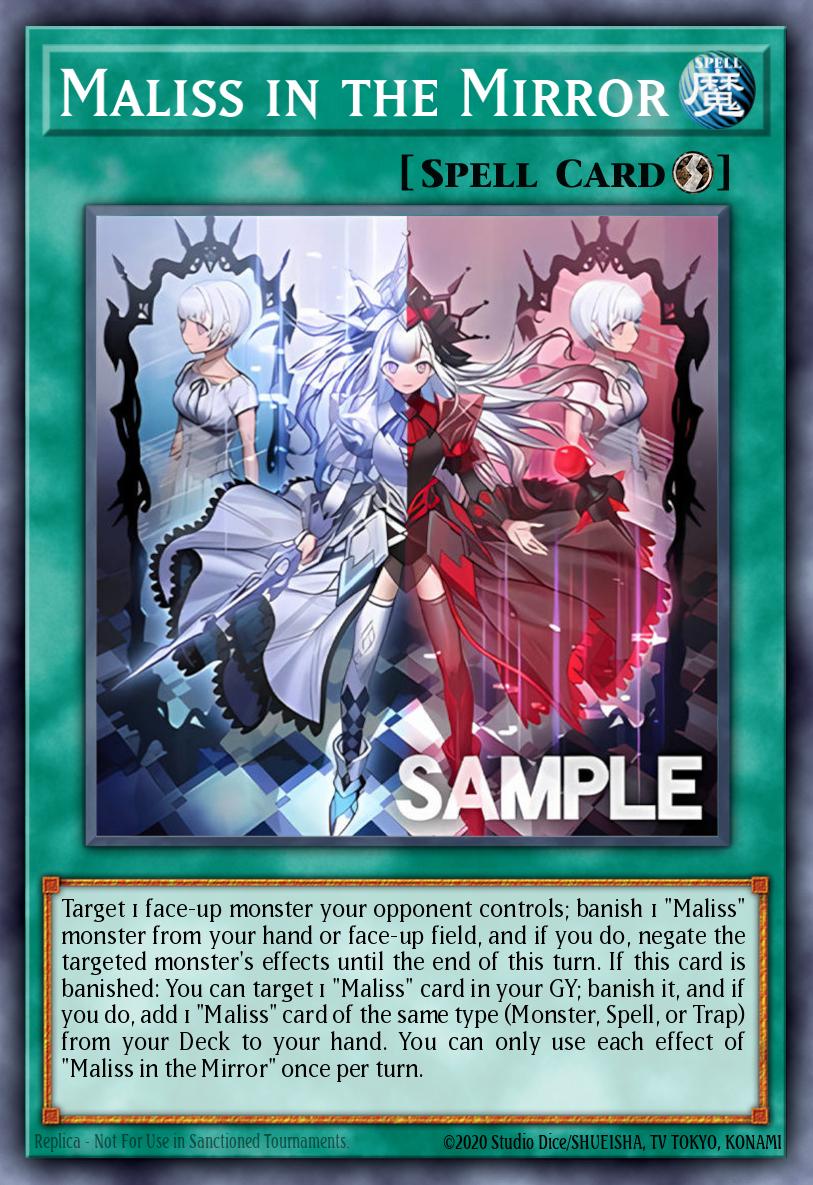 MALISS IN THE MIRROR
SPELL
魔
[SPELL CARD]
SAMPLE
Target 1 face-up monster your opponent controls; banish 1 "Maliss"
monster from your hand or face-up field, and if you do, negate the
targeted monster's effects until the end of this turn. If this card is
banished: You can target 1 "Maliss" card in your GY; banish it, and if
you do, add 1 "Maliss" card of the same type (Monster, Spell, or Trap)
from your Deck to your hand. You can only use each effect of
"Maliss in the Mirror" once per turn.
Replica - Not For Use in Sanctioned Tournaments.
©2020 Studio Dice/SHUEISHA, TV TOKYO, KONAMI